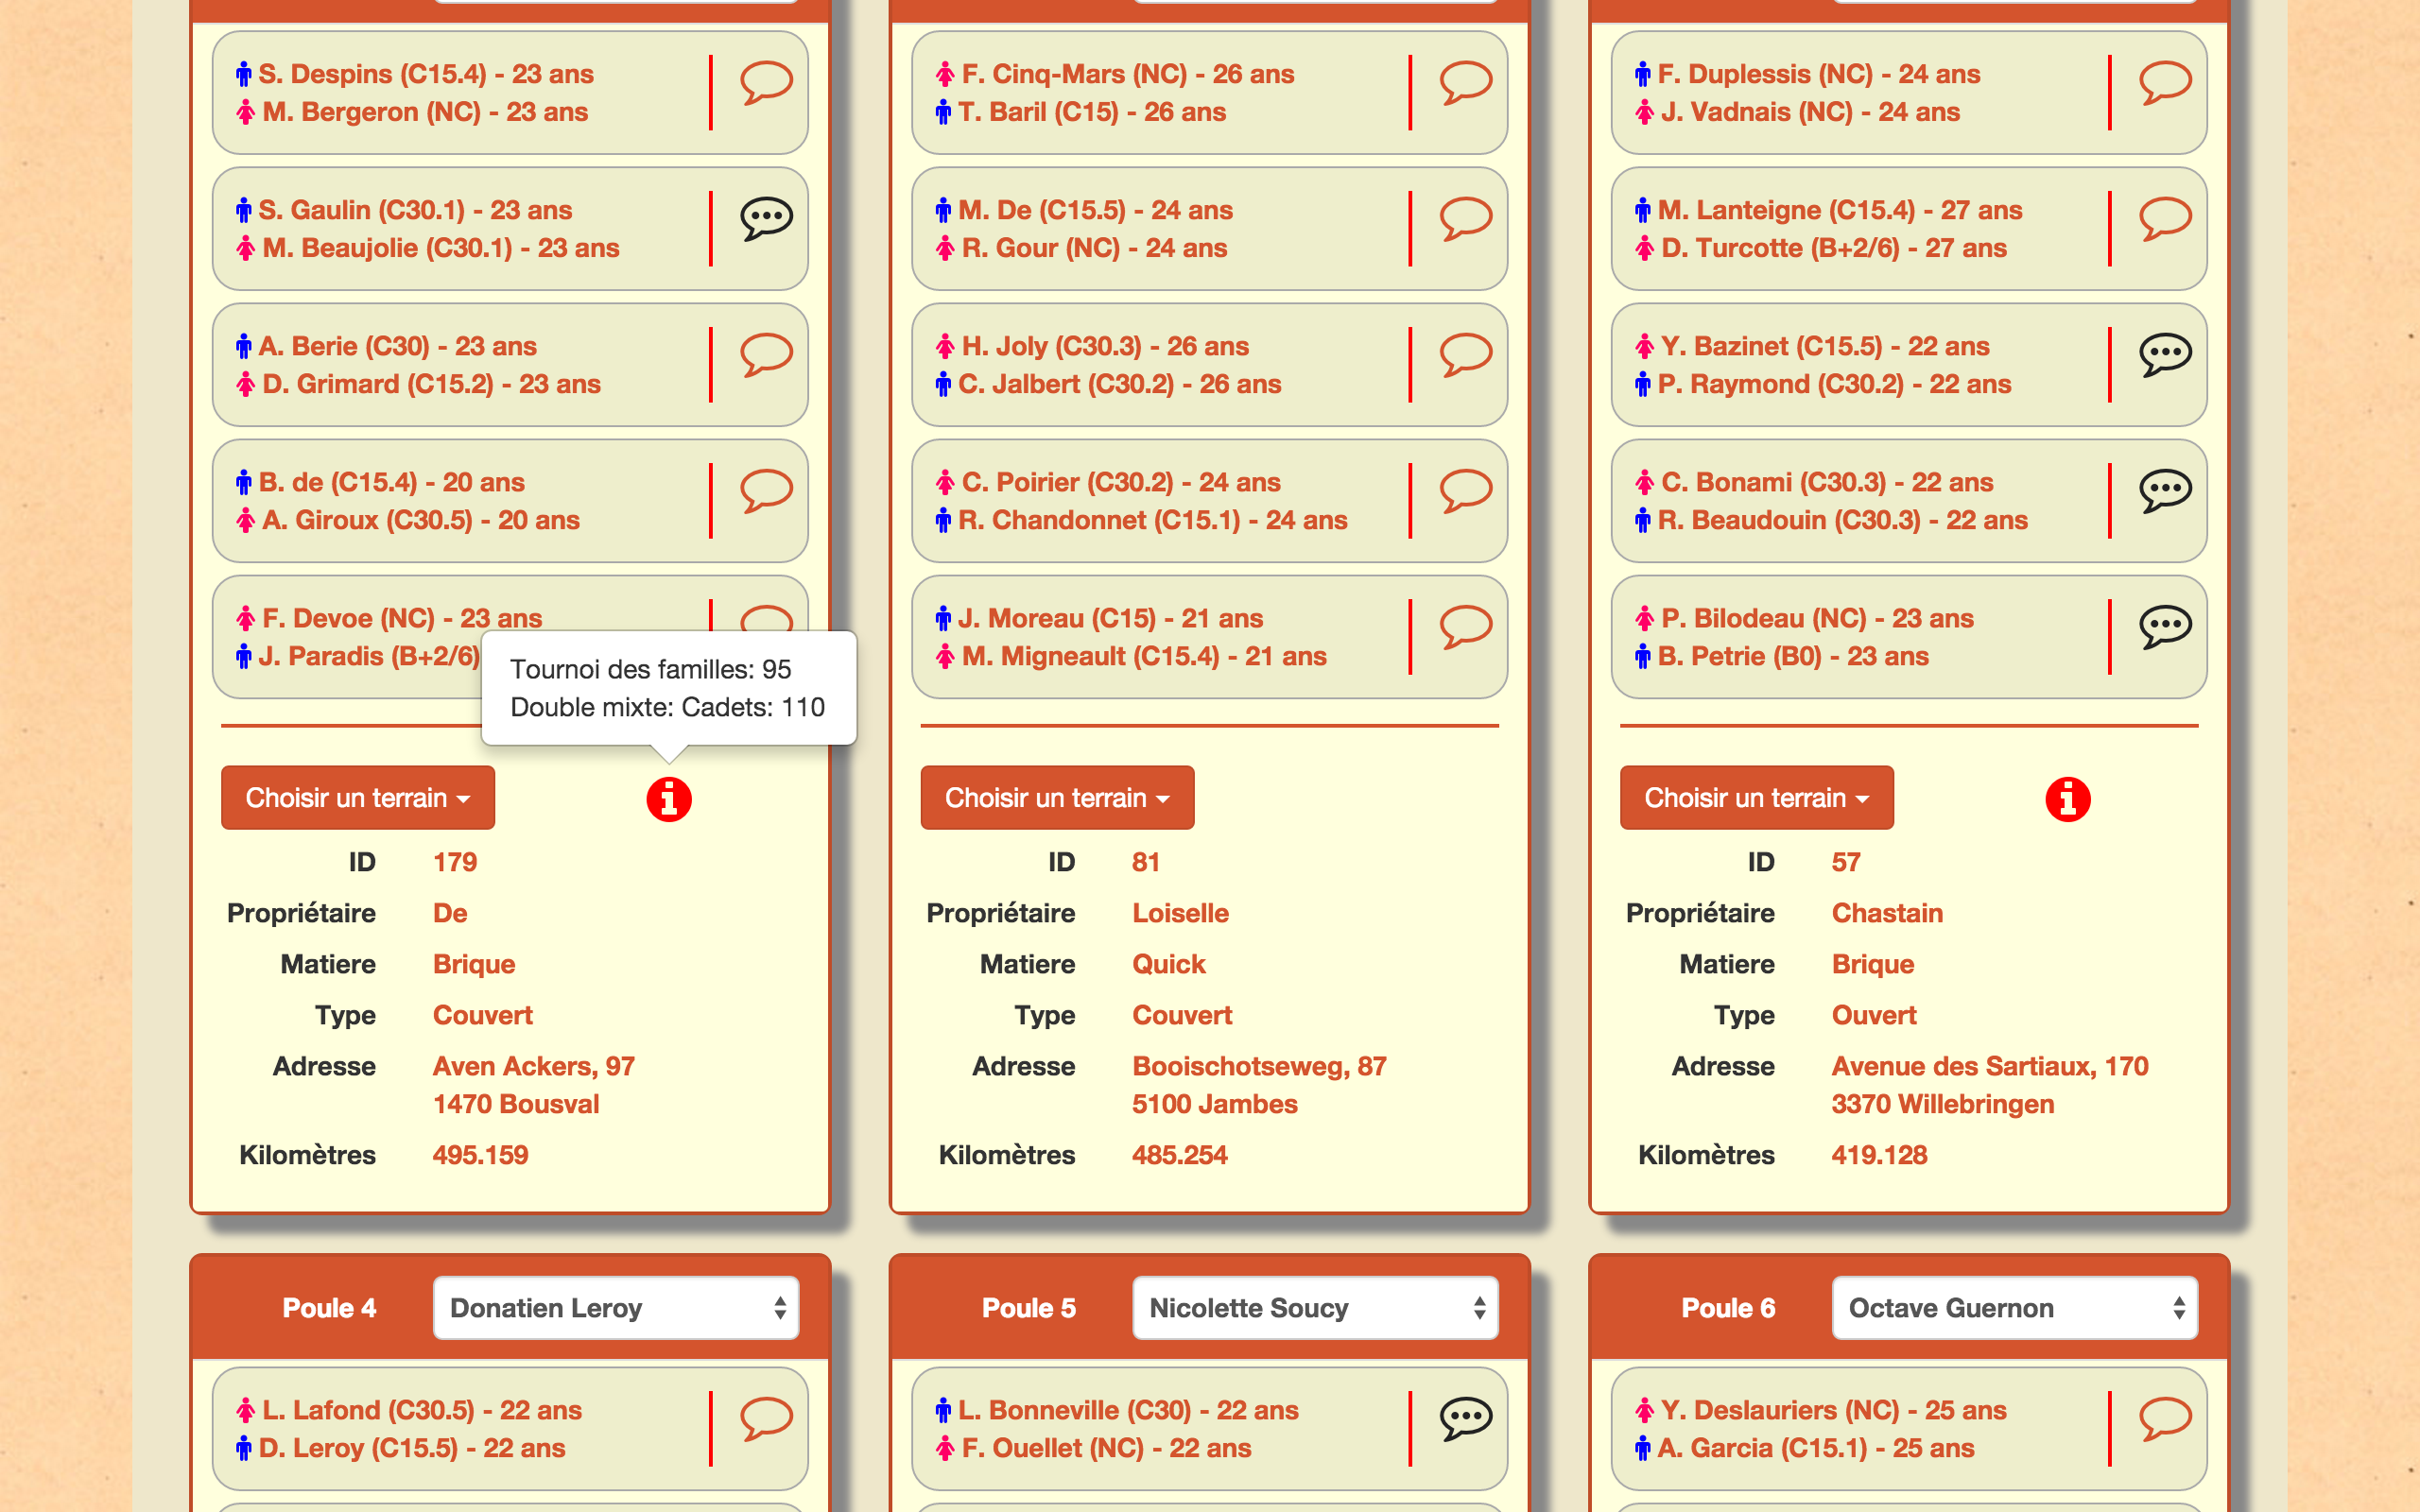 S. Despins (C15.4) - 23 ans
M. Bergeron (NC) - 23 ans
S. Gaulin (C30.1) - 23 ans
M. Beaujolie (C30.1) - 23 ans
A. Berie (C30) - 23 ans
D. Grimard (C15.2) - 23 ans
B. de (C15.4) - 20 ans
A. Giroux (C30.5) - 20 ans
F. Devoe (NC) - 23 ans
J. Paradis (B+2/6)
Tournoi des familles: 95
Double mixte: Cadets: 110
Choisir un terrain
ID 179
Propriétaire De
Matiere Brique
Type Couvert
Adresse Aven Ackers, 97
1470 Bousval
Kilomètres 495.159
F. Cinq-Mars (NC) - 26 ans
T. Baril (C15) - 26 ans
M. De (C15.5) - 24 ans
R. Gour (NC) - 24 ans
H. Joly (C30.3) - 26 ans
C. Jalbert (C30.2) - 26 ans
C. Poirier (C30.2) - 24 ans
R. Chandonnet (C15.1) - 24 ans
J. Moreau (C15) - 21 ans
M. Migneault (C15.4) - 21 ans
Choisir un terrain
ID 81
Propriétaire Loiselle
Matiere Quick
Type Couvert
Adresse Booischotseweg, 87
5100 Jambes
Kilomètres 485.254
F. Duplessis (NC) - 24 ans
J. Vadnais (NC) - 24 ans
M. Lanteigne (C15.4) - 27 ans
D. Turcotte (B+2/6) - 27 ans
Y. Bazinet (C15.5) - 22 ans
P. Raymond (C30.2) - 22 ans
C. Bonami (C30.3) - 22 ans
R. Beaudouin (C30.3) - 22 ans
P. Bilodeau (NC) - 23 ans
B. Petrie (B0) - 23 ans
Choisir un terrain
ID 57
Propriétaire Chastain
Matiere Brique
Type Ouvert
Adresse Avenue des Sartiaux, 170
3370 Willebringen
Kilomètres 419.128
Poule 4 Donatien Leroy
L. Lafond (C30.5) - 22 ans
D. Leroy (C15.5) - 22 ans
Poule 5 Nicolette Soucy
L. Bonneville (C30) - 22 ans
F. Ouellet (NC) - 22 ans
Poule 6 Octave Guernon
Y. Deslauriers (NC) - 25 ans
A. Garcia (C15.1) - 25 ans